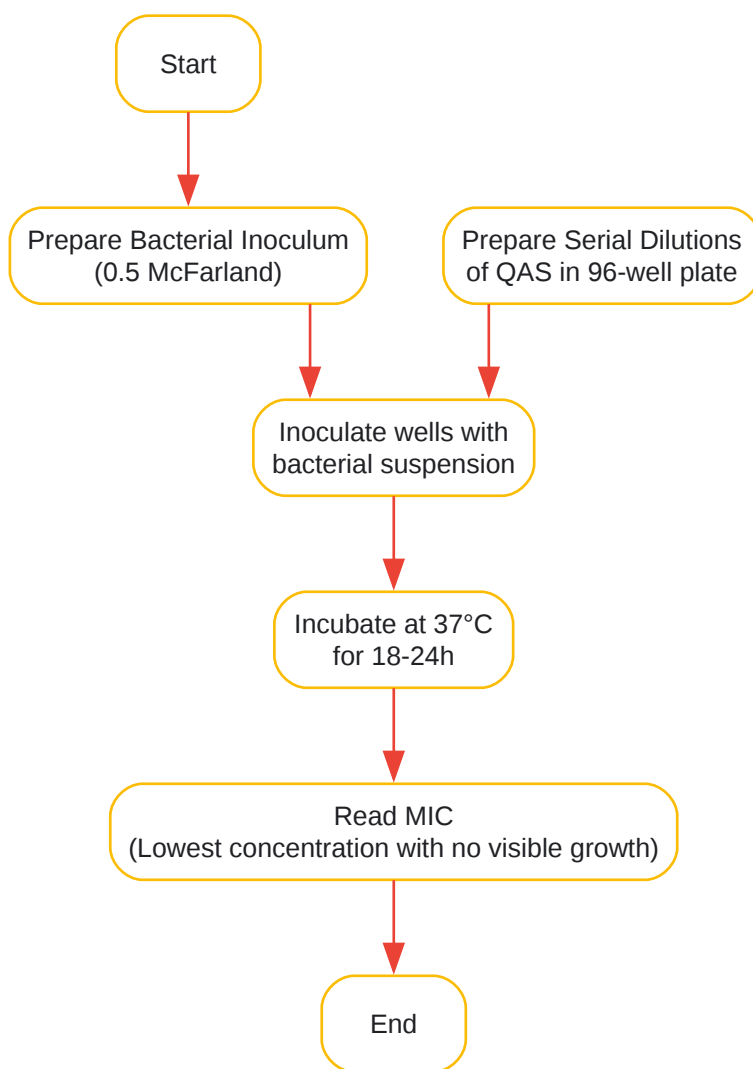 Start
Prepare Bacterial Inoculum
(0.5 McFarland)
Prepare Serial Dilutions
of QAS in 96-well plate
Inoculate wells with
bacterial suspension
Incubate at 37°C
for 18-24h
Read MIC
(Lowest concentration with no visible growth)
End